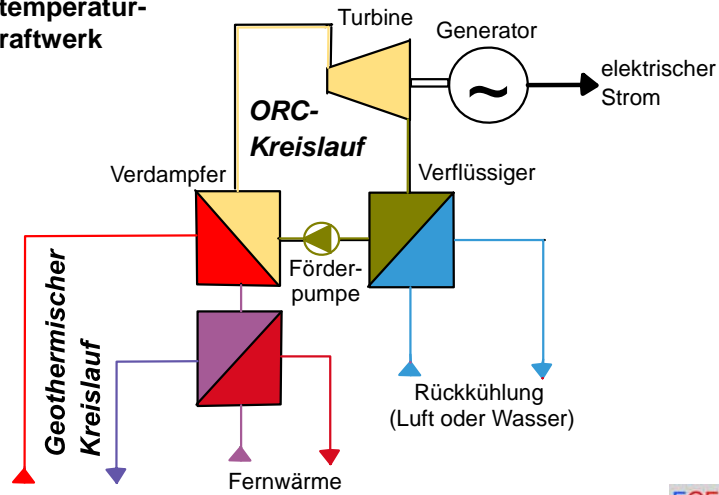 temperatur-
raftwerk
Turbine
Generator
elektrischer
Strom
ORC-
Kreislauf
Verdampfer
Verflüssiger
Förder-
pumpe
Geothermischer
Kreislauf
Rückkühlung
(Luft oder Wasser)
Fernwärme